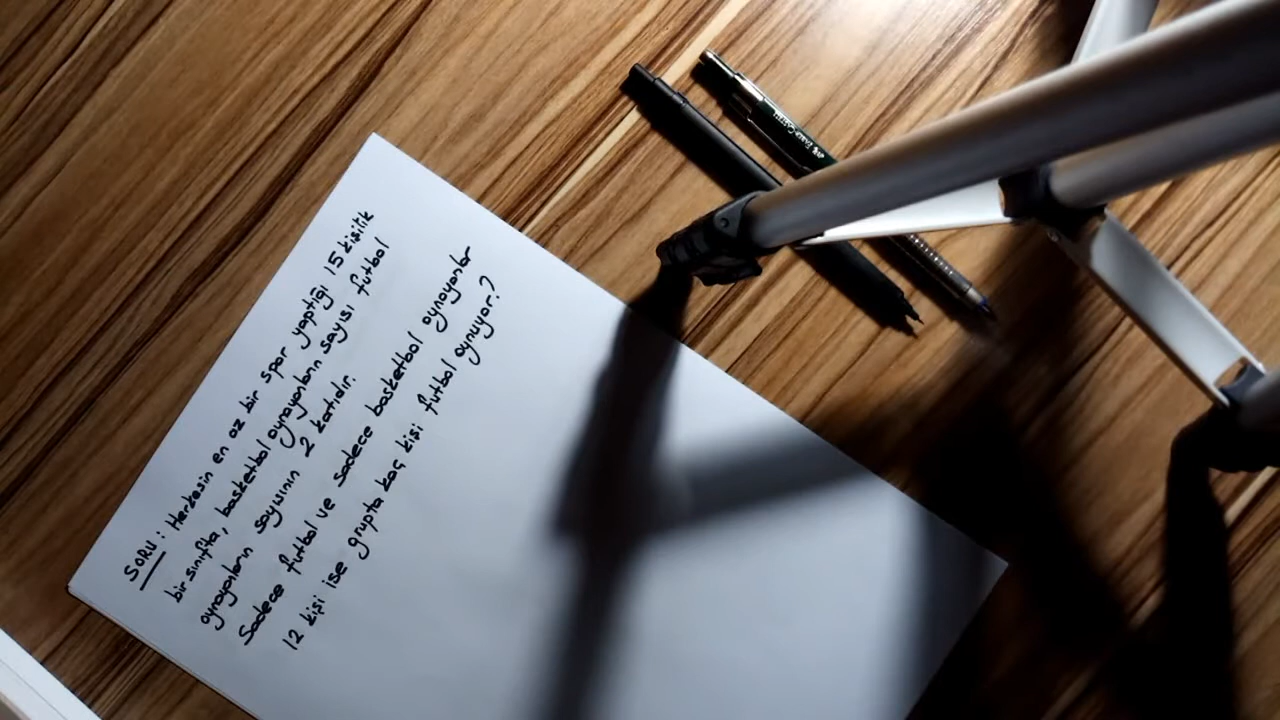 SORU : Herkesin en az bir spor yaptığı 15 kişilik
bir sınıfta, basketbol oynayanların sayısı futbol
oynayanların sayısının 2 katıdır.
Sadece futbol ve sadece basketbol oynayanlar
12 kişi ise grupta kaç kişi futbol oynuyor?